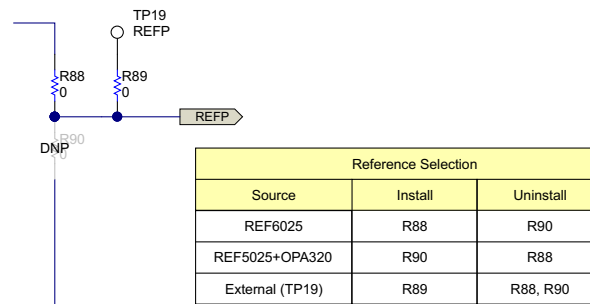 TP19
REFP
R88
0
R89
0
REFP
R90
0
DNP
Reference Selection
Source Install Uninstall
REF6025 R88 R90
REF5025+OPA320 R90 R88
External (TP19) R89 R88, R90